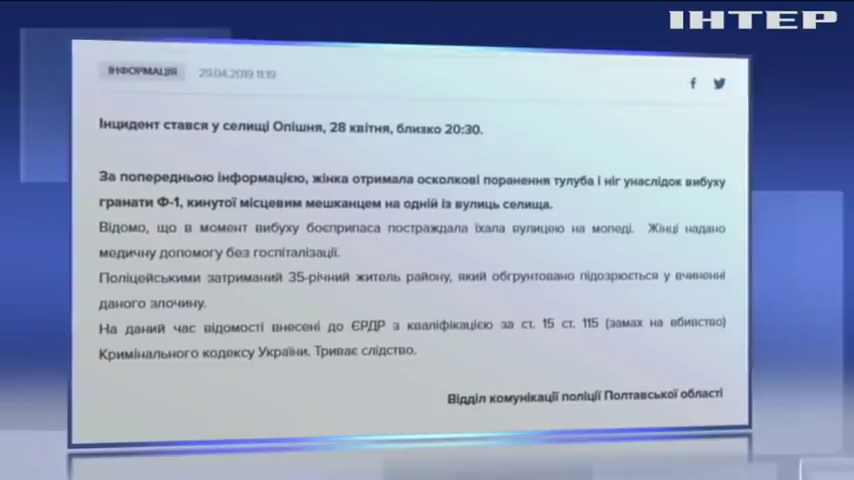 ІНТЕР
ІНФОРМАЦІЯ 29.04.2019 11:19
Інцидент стався у селищі Опішня, 28 квітня, близко 20:30.
За попередньою інформацією, жінка отримала осколкові поранення тулуба і ніг унаслідок вибуху
гранати Ф-1, кинутої місцевим мешканцем на одній із вулиць селища.
Відомо, що в момент вибуху боєприпаса постраждала їхала вулицею на мопеді. Жінці надано
медичну допомогу без госпіталізації.
Поліцейськими затриманий 35-річний житель району, який обгрунтовано підозрюється у вчиненні
даного злочину.
На даний час відомості внесені до ЄРДР з кваліфікацією за ст. 15 ст. 115 (замах на вбивство)
Кримінального кодексу України. Триває слідство.
Відділ комунікації поліції Полтавської області